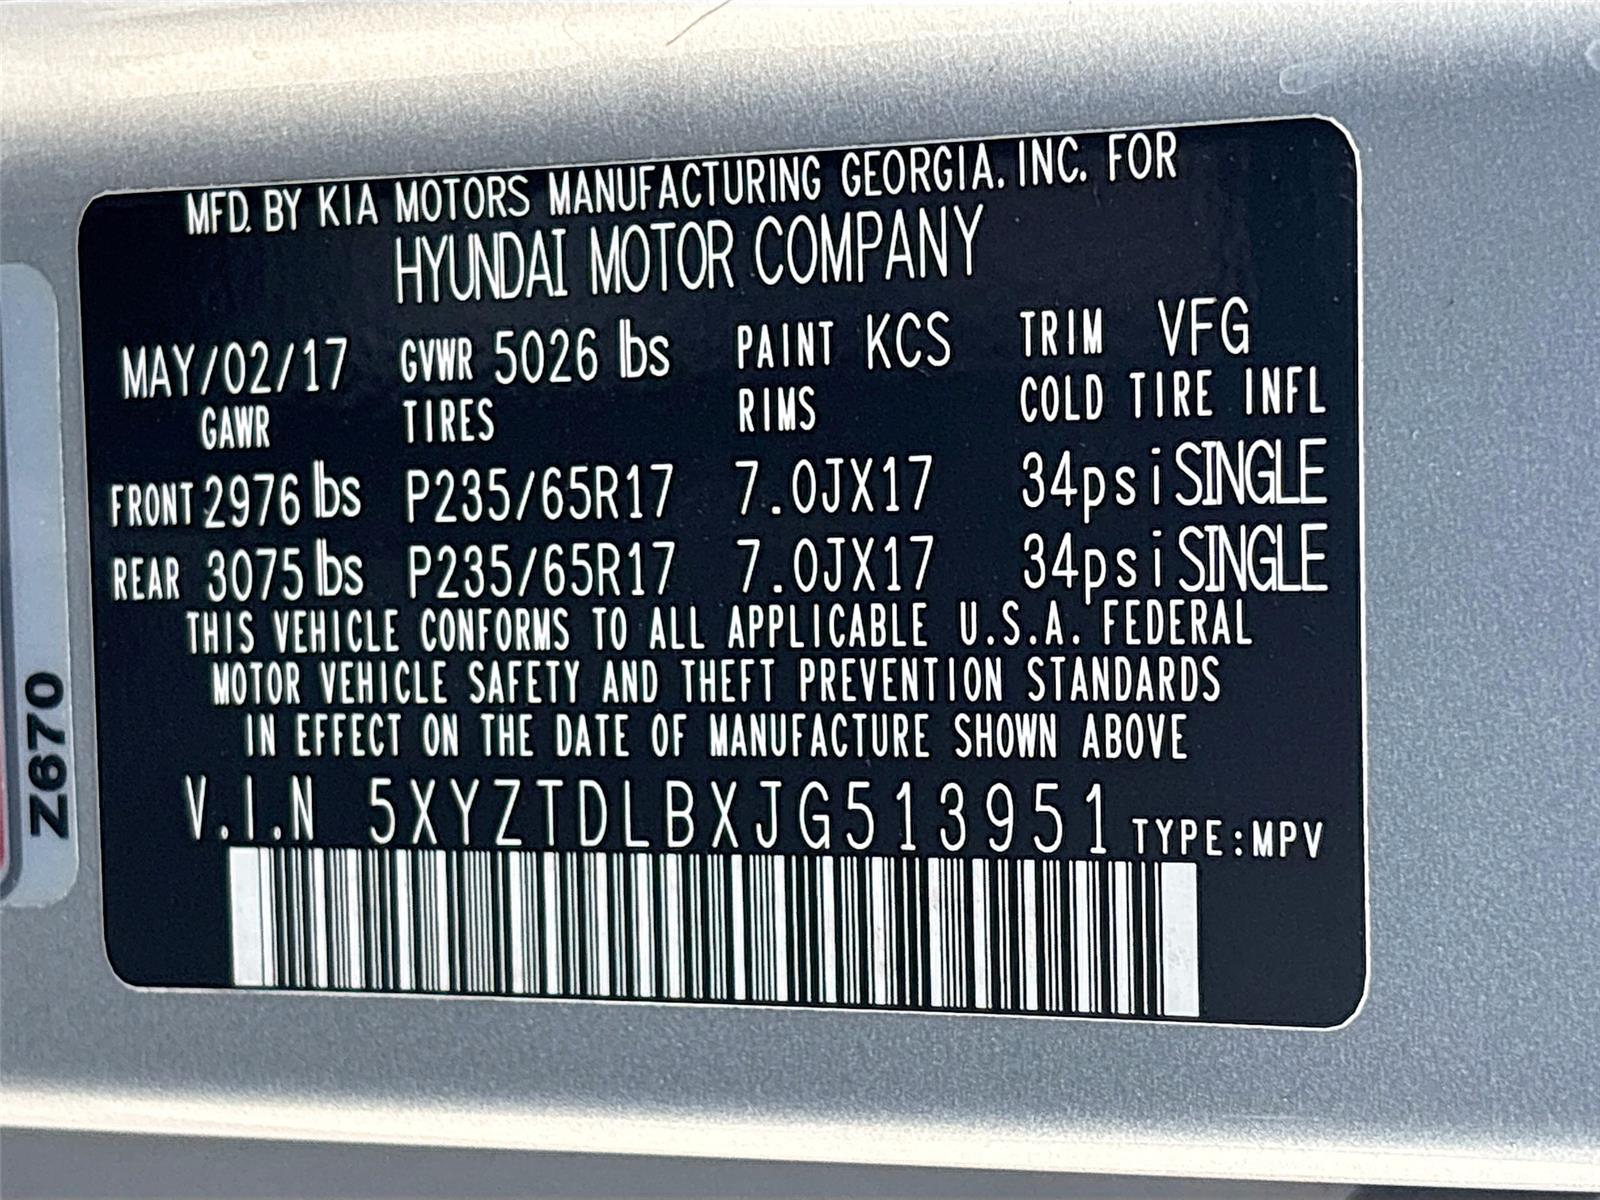 MFD. BY KIA MOTORS MANUFACTURING GEORGIA. INC. FOR
HYUNDAI MOTOR COMPANY
MAY/02/17 GVWR 5026 lbs PAINT KCS TRIM VFG
GAWR TIRES RIMS COLD TIRE INFL
FRONT 2976 lbs P235/65R17 7.0JX17 34psi SINGLE
REAR 3075 lbs P235/65R17 7.0JX17 34psi SINGLE
THIS VEHICLE CONFORMS TO ALL APPLICABLE U.S.A. FEDERAL
MOTOR VEHICLE SAFETY AND THEFT PREVENTION STANDARDS
IN EFFECT ON THE DATE OF MANUFACTURE SHOWN ABOVE
V.I.N 5XYZTDLBXJG513951 TYPE:MPV
Z670